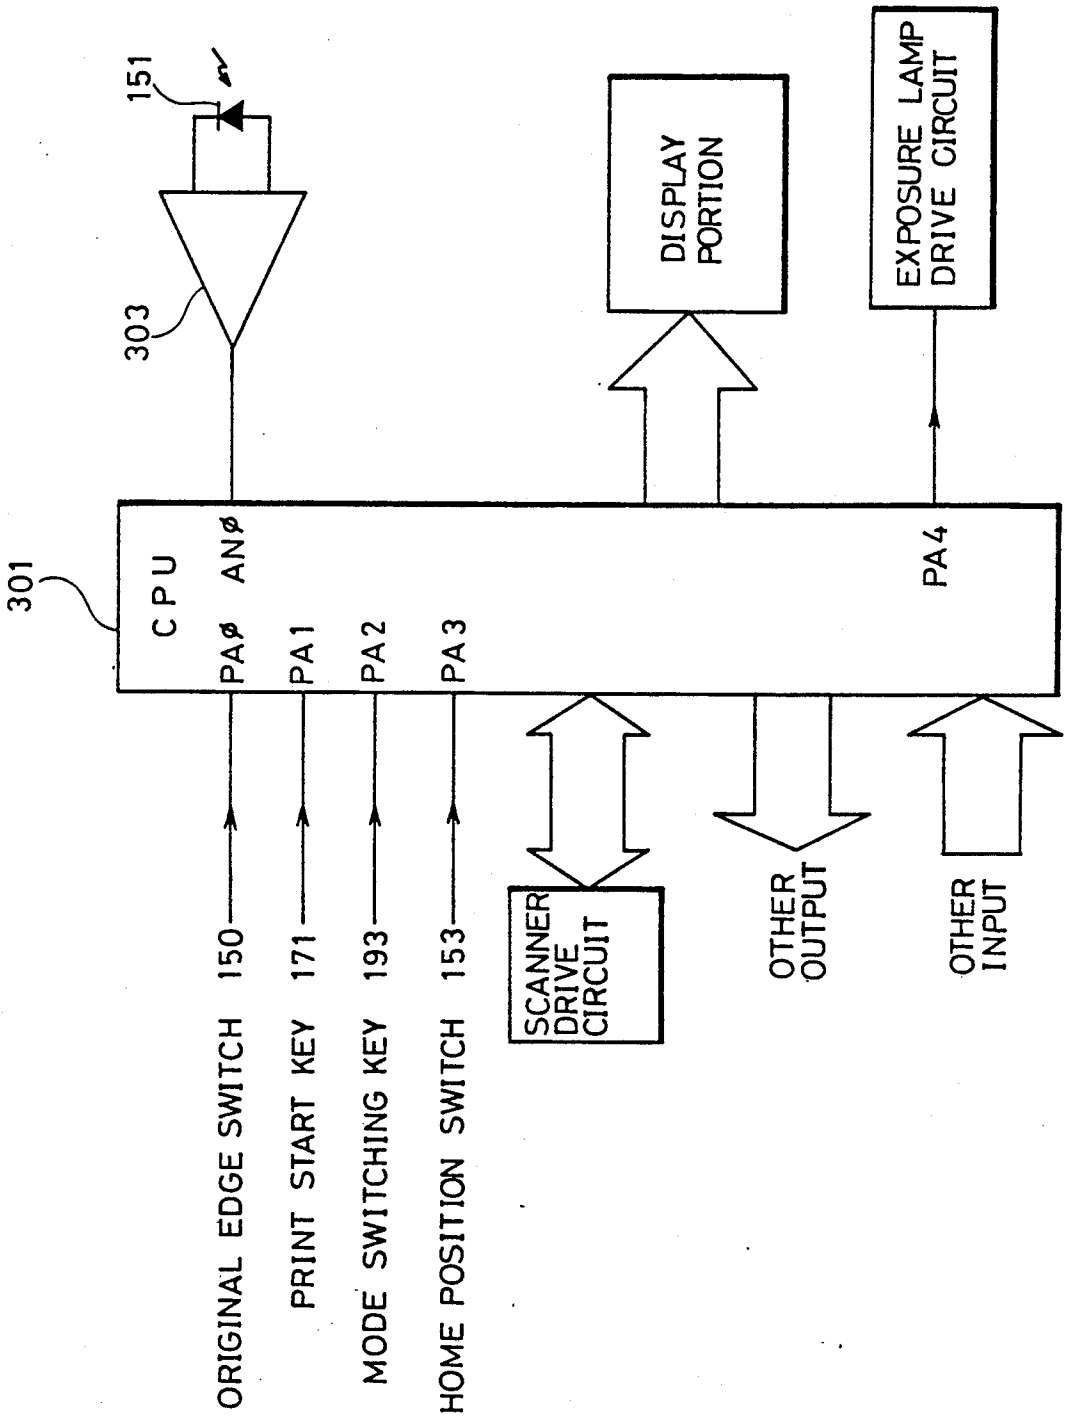 301
CPU
PAØ ANØ
PA1
PA2
PA3
PA4
ORIGINAL EDGE SWITCH 150
PRINT START KEY 171
MODE SWITCHING KEY 193
HOME POSITION SWITCH 153
SCANNER
DRIVE
CIRCUIT
OTHER
OUTPUT
OTHER
INPUT
303
151
DISPLAY
PORTION
EXPOSURE LAMP
DRIVE CIRCUIT